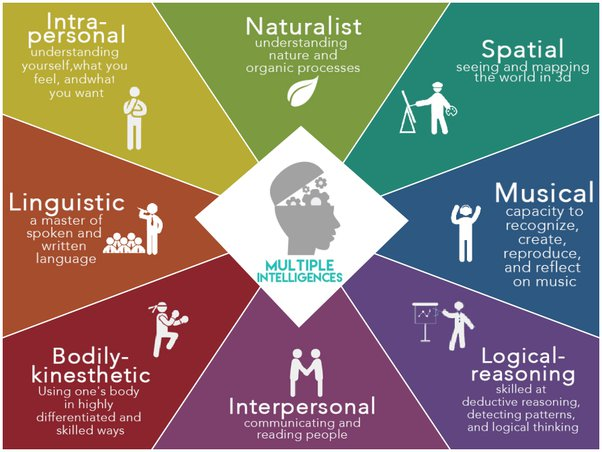 Intra-
personal
understanding
yourself,what you
feel, andwhat
you want
Naturalist
understanding
nature and
organic processes
Spatial
seeing and mapping
the world in 3d
Linguistic
a master of
spoken and
written
language
MULTIPLE
INTELLIGENCES
Musical
capacity to
recognize,
create,
reproduce,
and reflect
on music
Bodily-
kinesthetic
Using one's body
in highly
differentiated and
skilled ways
Interpersonal
communicating and
reading people
Logical-
reasoning
skilled at
deductive reasoning,
detecting patterns,
and logical thinking